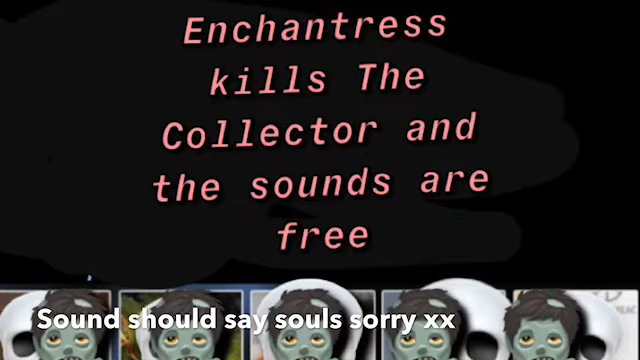 Enchantress
kills The
Collector and
the sounds are
free
Sound should say souls sorry xx